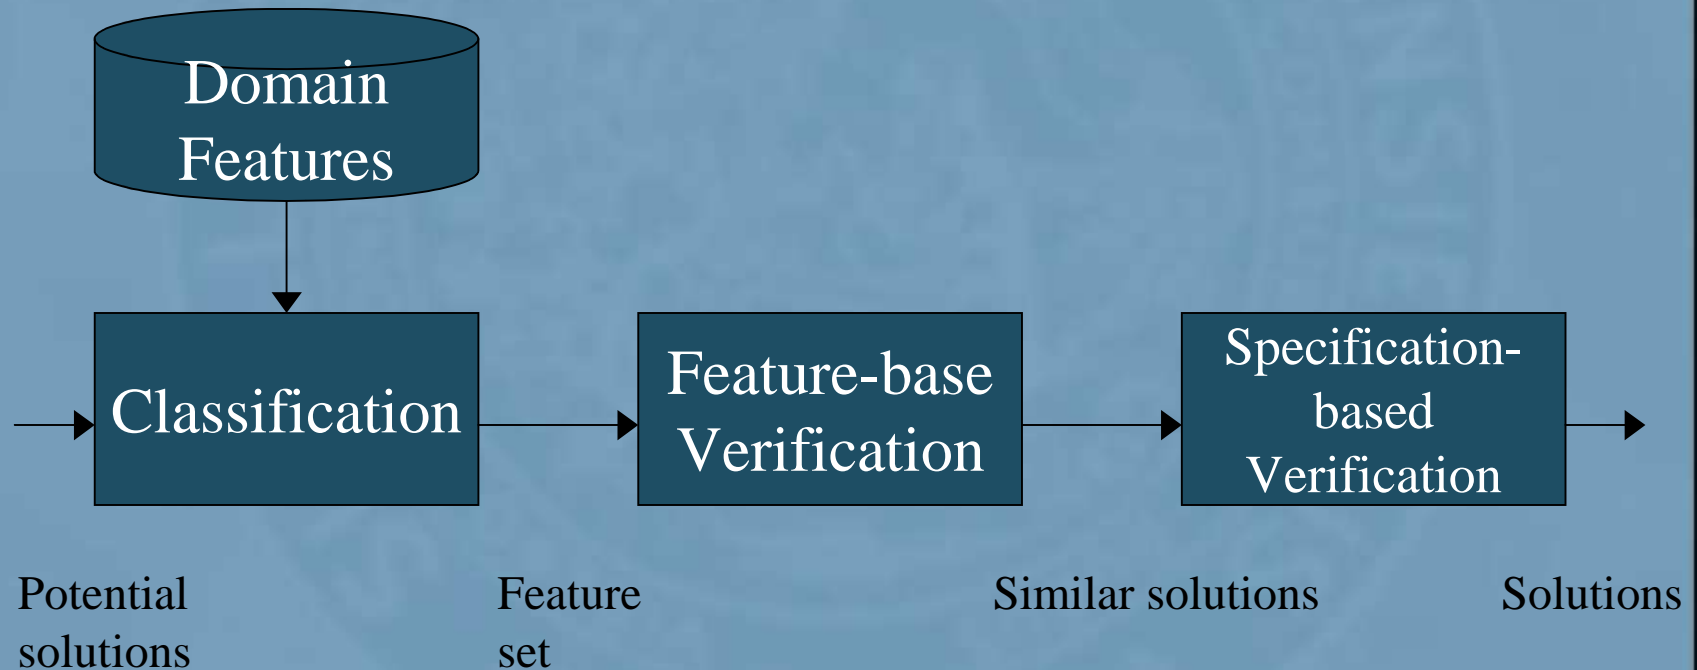 Domain
Features
Classification
Feature-base
Verification
Specification-
based
Verification
Potential
solutions
Feature
set
Similar solutions
Solutions